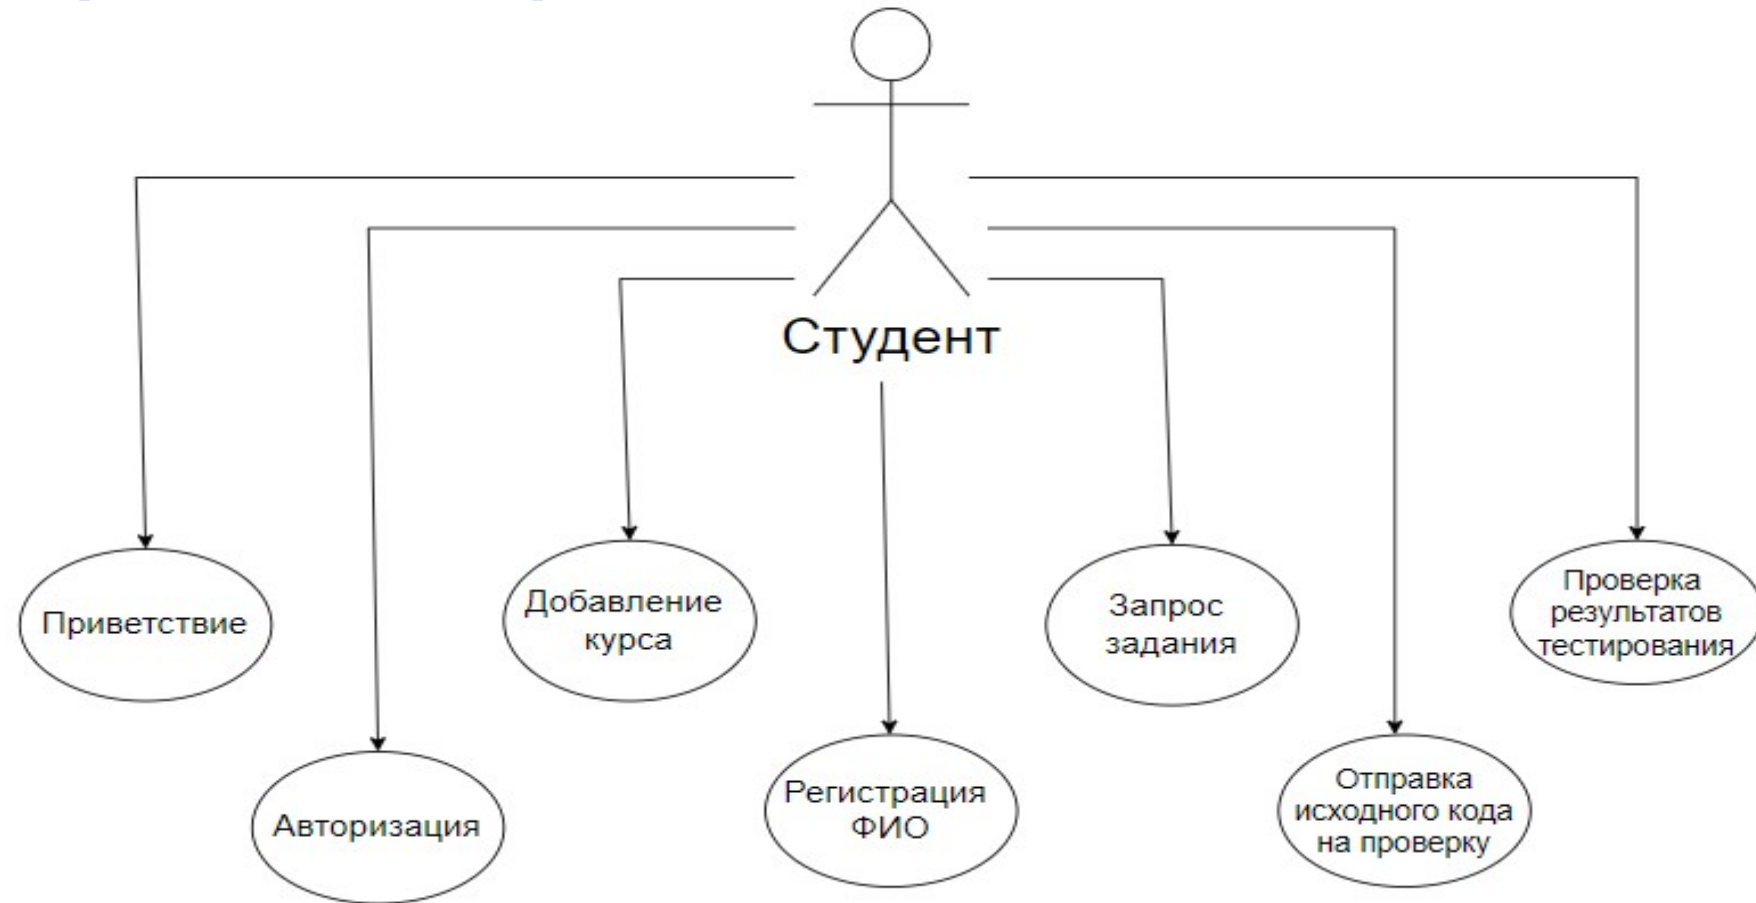 Студент
Приветствие
Авторизация
Добавление
курса
Регистрация
ФИО
Запрос
задания
Отправка
исходного кода
на проверку
Проверка
результатов
тестирования